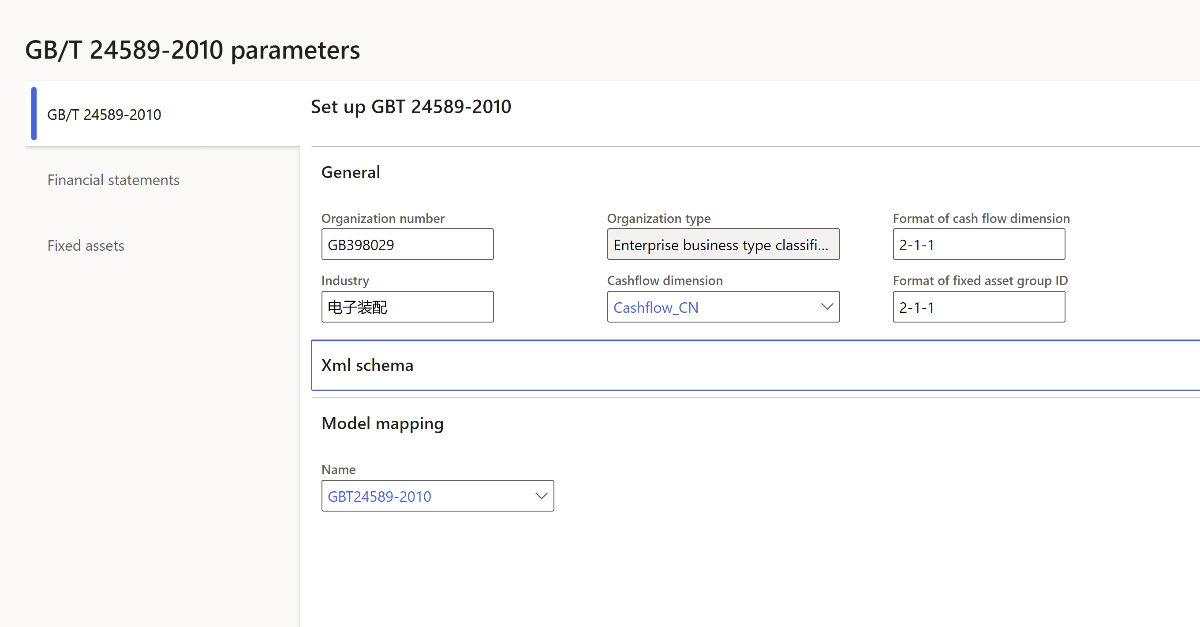 GB/T 24589-2010 parameters
GB/T 24589-2010
Financial statements
Fixed assets
Set up GBT 24589-2010
General
Organization number
GB398029
Organization type
Enterprise business type classifi...
Format of cash flow dimension
2-1-1
Industry
电子装配
Cashflow dimension
Cashflow_CN
Format of fixed asset group ID
2-1-1
Xml schema
Model mapping
Name
GBT24589-2010